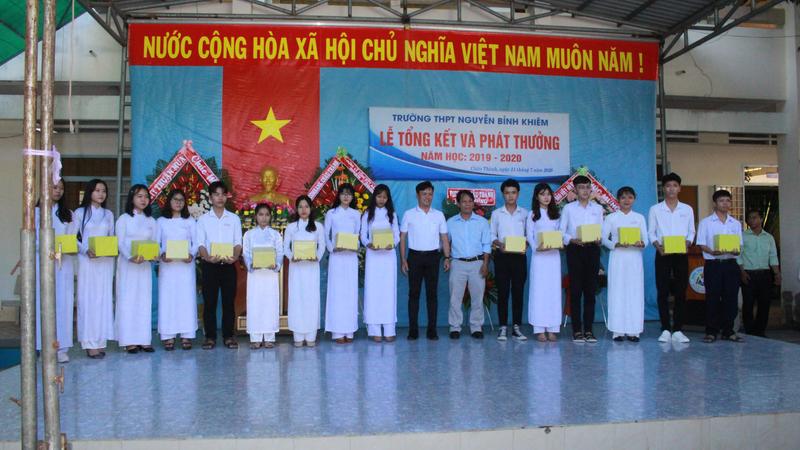 NƯỚC CỘNG HÒA XÃ HỘI CHỦ NGHĨA VIỆT NAM MUÔN NĂM !
TRƯỜNG THPT NGUYỄN BỈNH KHIÊM
LỄ TỔNG KẾT VÀ PHÁT THƯỞNG
NĂM HỌC: 2019 - 2020